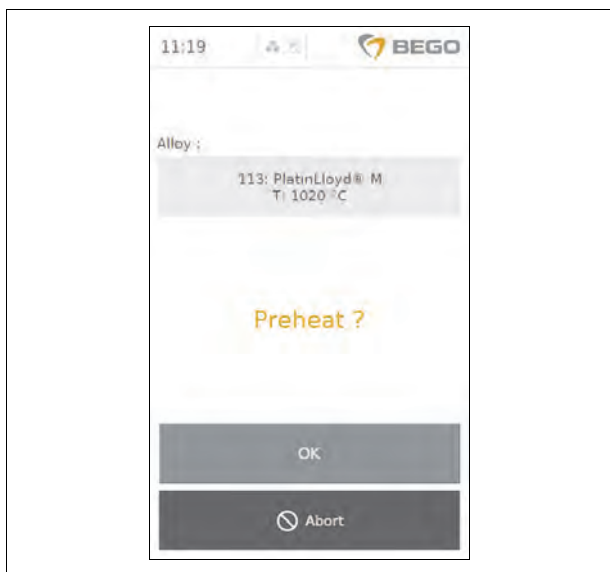 11:19
BEGO
Alloy :
113: PlatinLloyd® M
T: 1020 °C
Preheat ?
OK
Abort